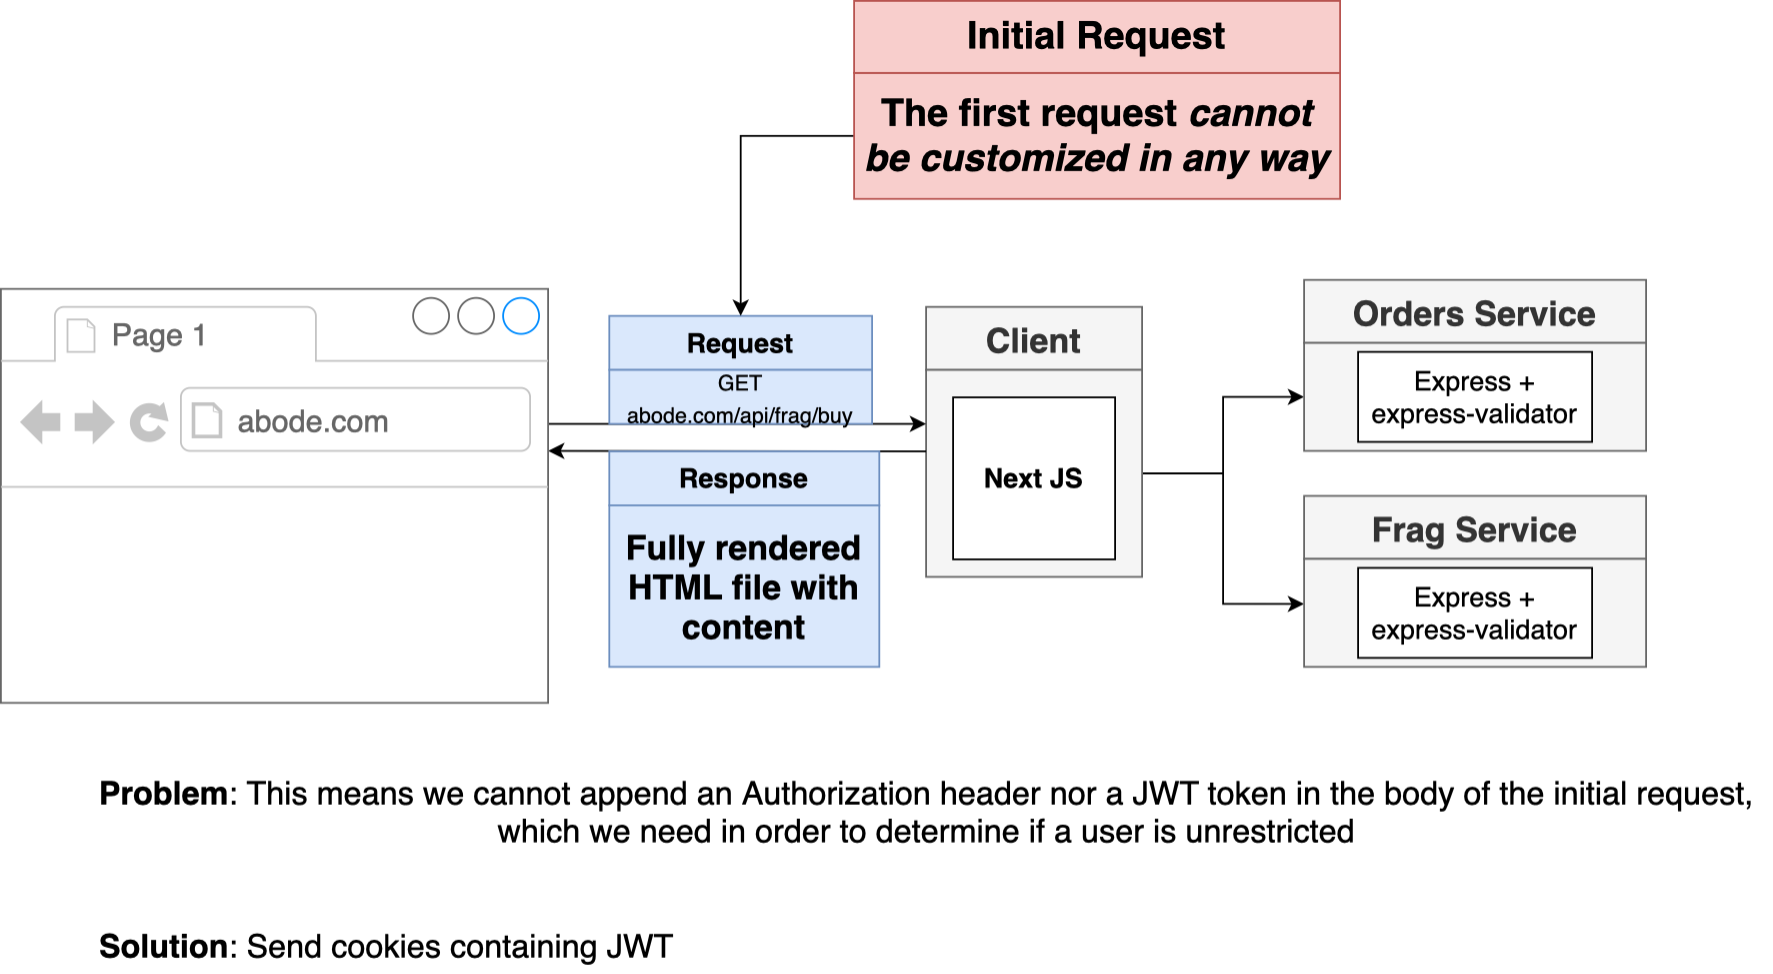 Initial Request
The first request cannot
be customized in any way
Page 1
abode.com
Request
GET
abode.com/api/frag/buy
Response
Fully rendered
HTML file with
content
Client
Next JS
Orders Service
Express +
express-validator
Frag Service
Express +
express-validator
Problem: This means we cannot append an Authorization header nor a JWT token in the body of the initial request,
which we need in order to determine if a user is unrestricted
Solution: Send cookies containing JWT